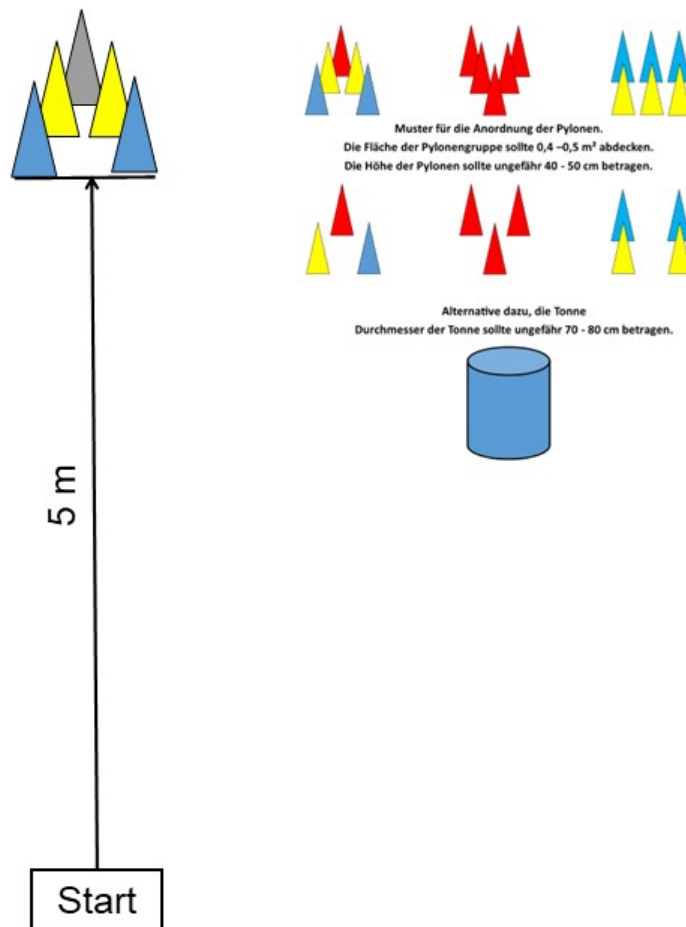 Muster für die Anordnung der Pylonen.
Die Fläche der Pylonengruppe sollte 0,4 –0,5 m² abdecken.
Die Höhe der Pylonen sollte ungefähr 40 - 50 cm betragen.
Alternative dazu, die Tonne
Durchmesser der Tonne sollte ungefähr 70 - 80 cm betragen.
5 m
Start